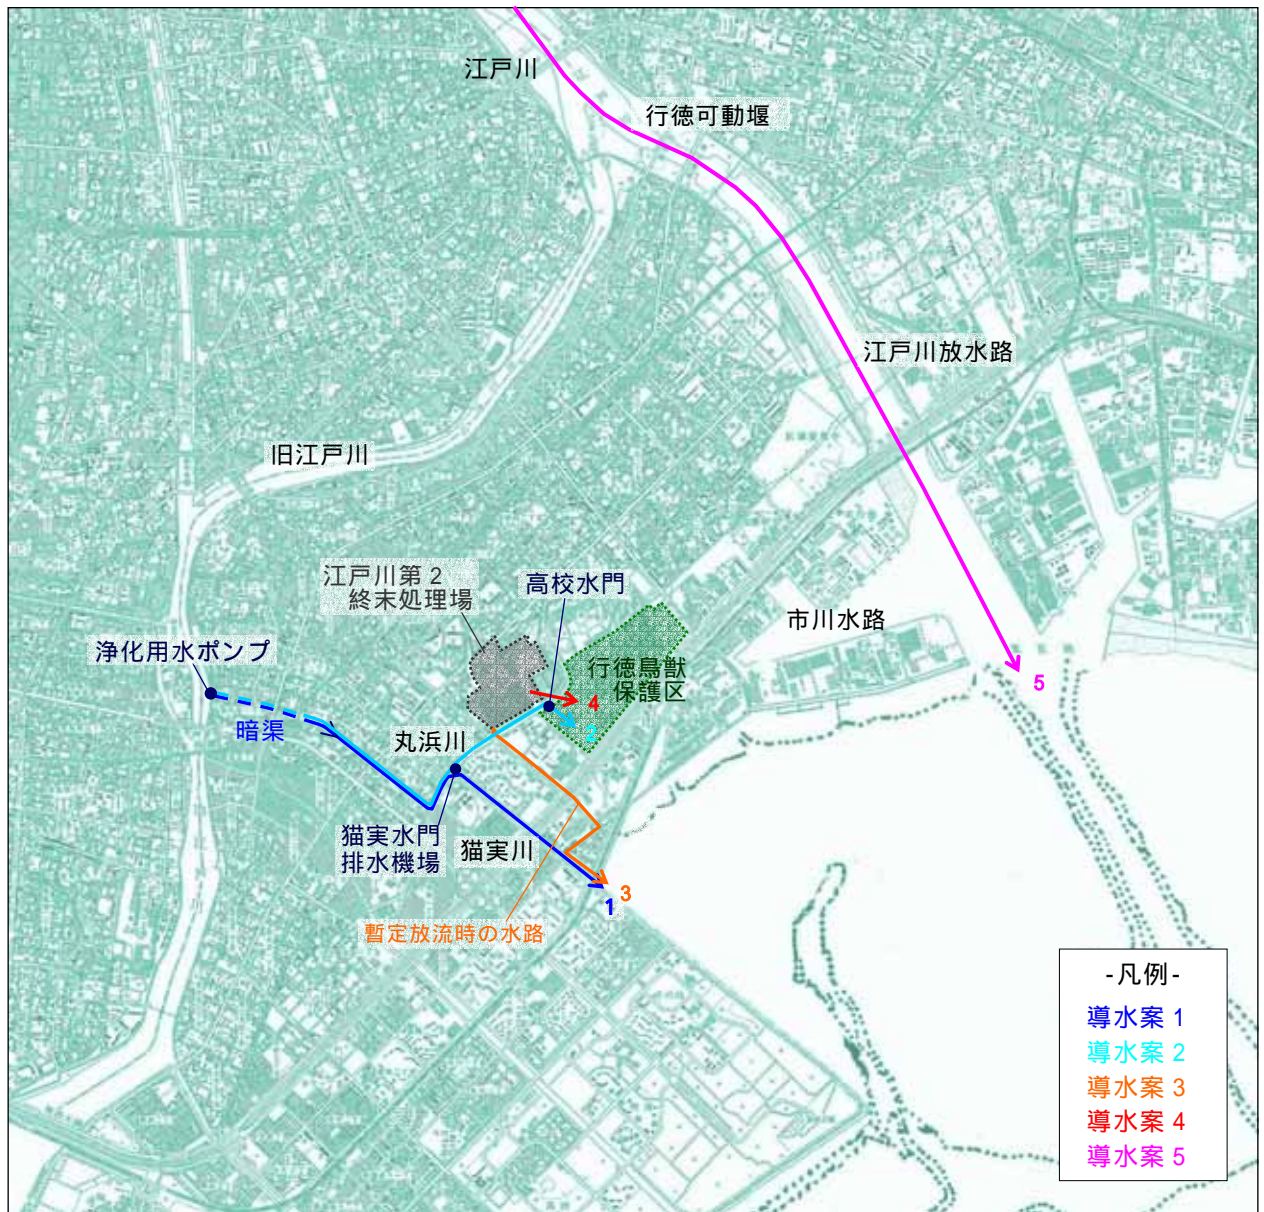 江戸川
行徳可動堰
江戸川放水路
旧江戸川
江戸川第2
終末処理場
高校水門
市川水路
浄化用水ポンプ
行徳鳥獣
保護区
5
4
2
暗渠
丸浜川
猫実水門
排水機場
猫実川
3
1
暫定放流時の水路
-凡例-
導水案1
導水案2
導水案3
導水案4
導水案5